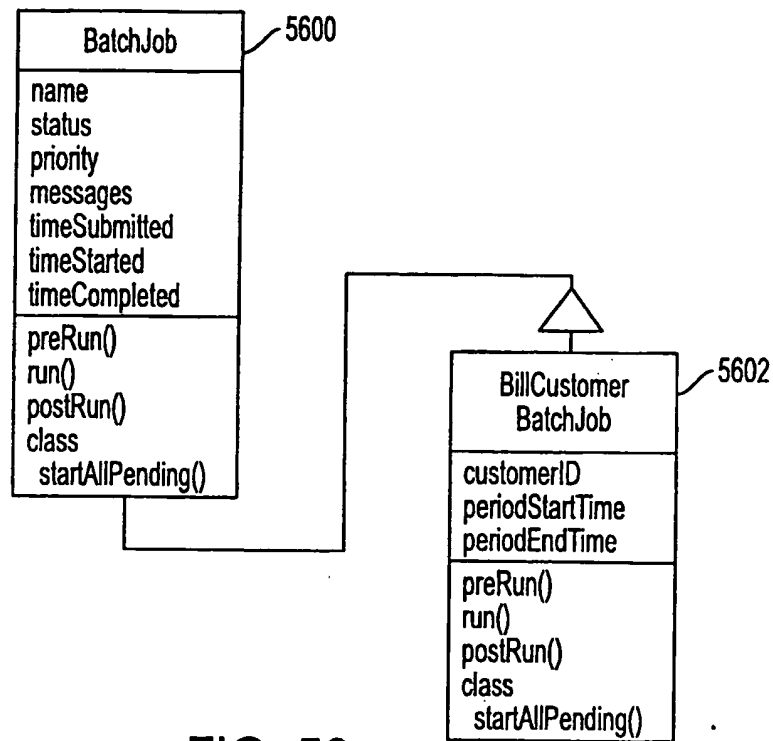 BatchJob
5600
name
status
priority
messages
timeSubmitted
timeStarted
timeCompleted
preRun()
run()
postRun()
class
startAllPending()
BillCustomer
BatchJob
5602
customerID
periodStartTime
periodEndTime
preRun()
run()
postRun()
class
startAllPending()